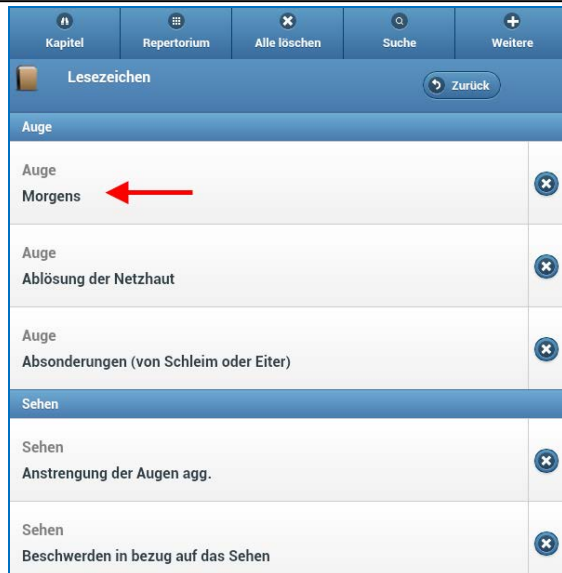 Kapitel Repertorium Alle löschen Suche Weitere
Lesezeichen Zurück
Auge
Auge
Morgens
Auge
Ablösung der Netzhaut
Auge
Absonderungen (von Schleim oder Eiter)
Sehen
Sehen
Anstrengung der Augen agg.
Sehen
Beschwerden in bezug auf das Sehen